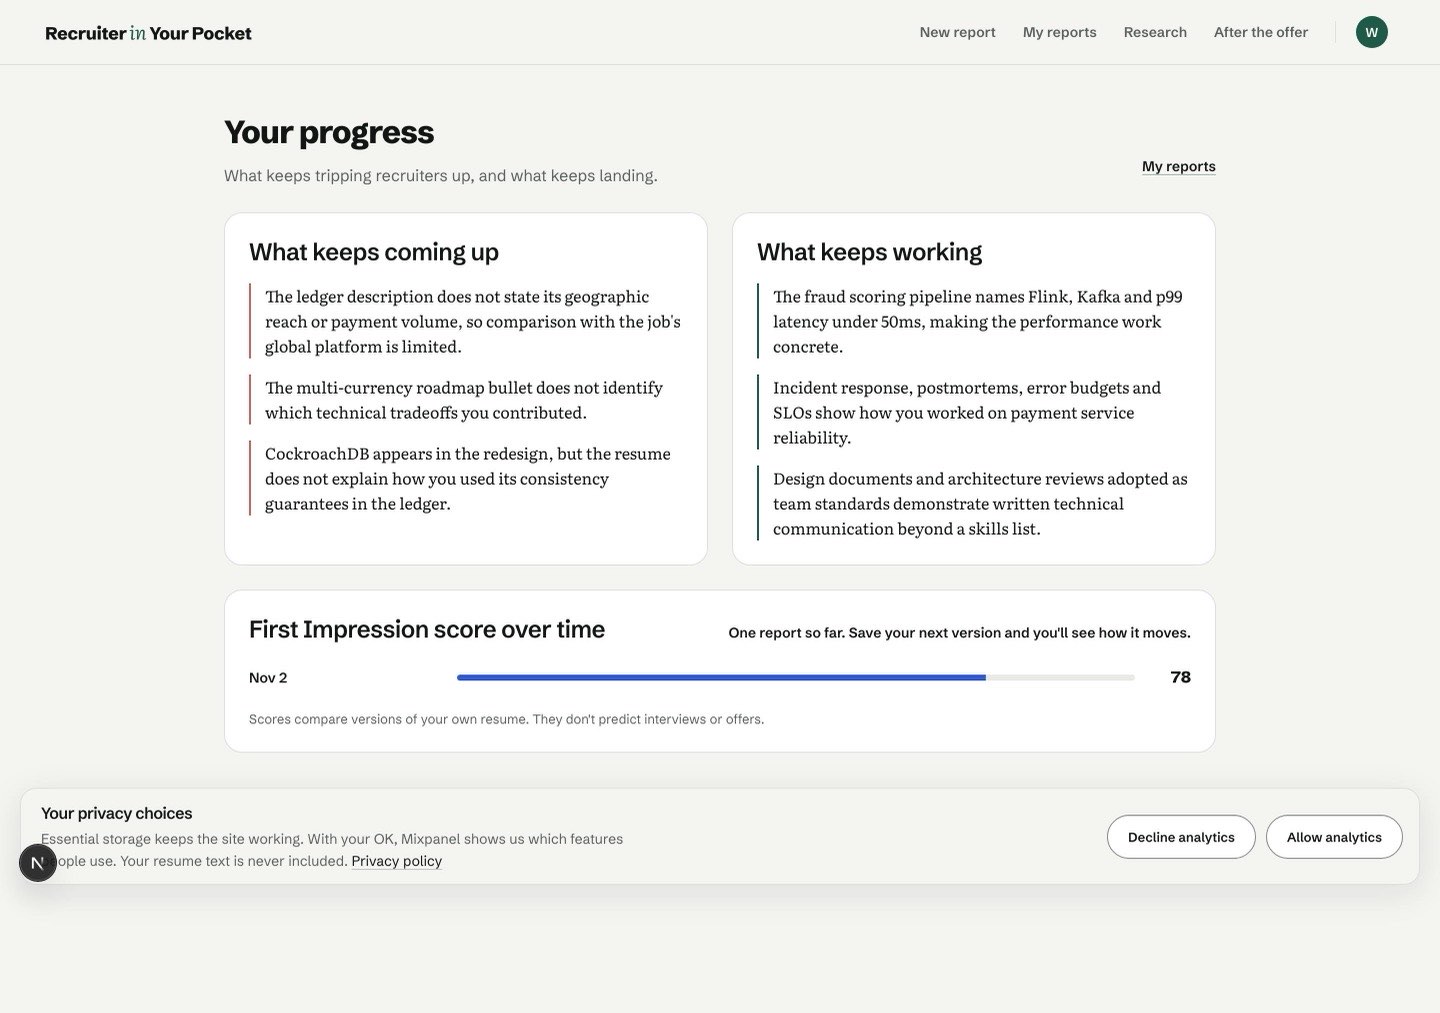 Recruiter in Your Pocket
New report
My reports
Research
After the offer
W
Your progress
What keeps tripping recruiters up, and what keeps landing.
My reports
What keeps coming up
The ledger description does not state its geographic
reach or payment volume, so comparison with the job's
global platform is limited.
The multi-currency roadmap bullet does not identify
which technical tradeoffs you contributed.
CockroachDB appears in the redesign, but the resume
does not explain how you used its consistency
guarantees in the ledger.
What keeps working
The fraud scoring pipeline names Flink, Kafka and p99
latency under 50ms, making the performance work
concrete.
Incident response, postmortems, error budgets and
SLOs show how you worked on payment service
reliability.
Design documents and architecture reviews adopted as
team standards demonstrate written technical
communication beyond a skills list.
First Impression score over time
One report so far. Save your next version and you'll see how it moves.
Nov 2
78
Scores compare versions of your own resume. They don't predict interviews or offers.
Your privacy choices
Essential storage keeps the site working. With your OK, Mixpanel shows us which features
people use. Your resume text is never included. Privacy policy
Decline analytics
Allow analytics
N